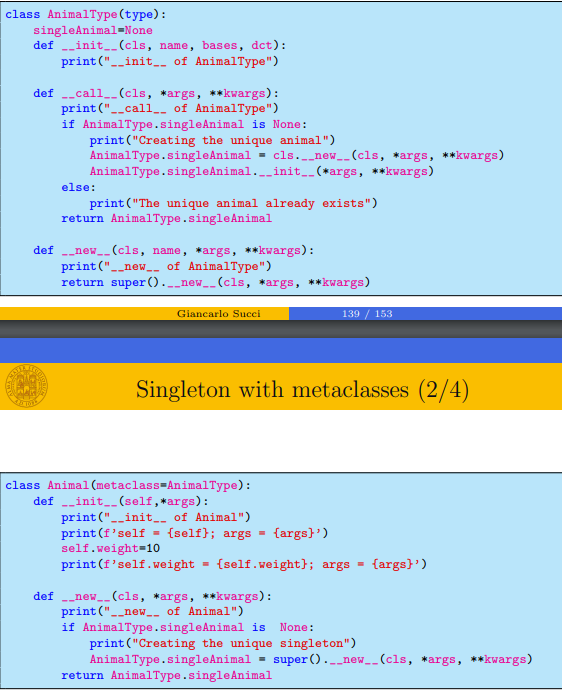 class AnimalType(type):
    singleAnimal=None
    def __init__(cls, name, bases, dct):
        print("__init__ of AnimalType")

    def __call__(cls, *args, **kwargs):
        print("__call__ of AnimalType")
        if AnimalType.singleAnimal is None:
            print("Creating the unique animal")
            AnimalType.singleAnimal = cls.__new__(cls, *args, **kwargs)
            AnimalType.singleAnimal.__init__(*args, **kwargs)
        else:
            print("The unique animal already exists")
        return AnimalType.singleAnimal

    def __new__(cls, name, *args, **kwargs):
        print("__new__ of AnimalType")
        return super().__new__(cls, *args, **kwargs)
Giancarlo Succi 139 / 153
Singleton with metaclasses (2/4)
class Animal(metaclass=AnimalType):
    def __init__(self,*args):
        print("__init__ of Animal")
        print(f'self = {self}; args = {args}')
        self.weight=10
        print(f'self.weight = {self.weight}; args = {args}')

    def __new__(cls, *args, **kwargs):
        print("__new__ of Animal")
        if AnimalType.singleAnimal is  None:
            print("Creating the unique singleton")
            AnimalType.singleAnimal = super().__new__(cls, *args, **kwargs)
        return AnimalType.singleAnimal